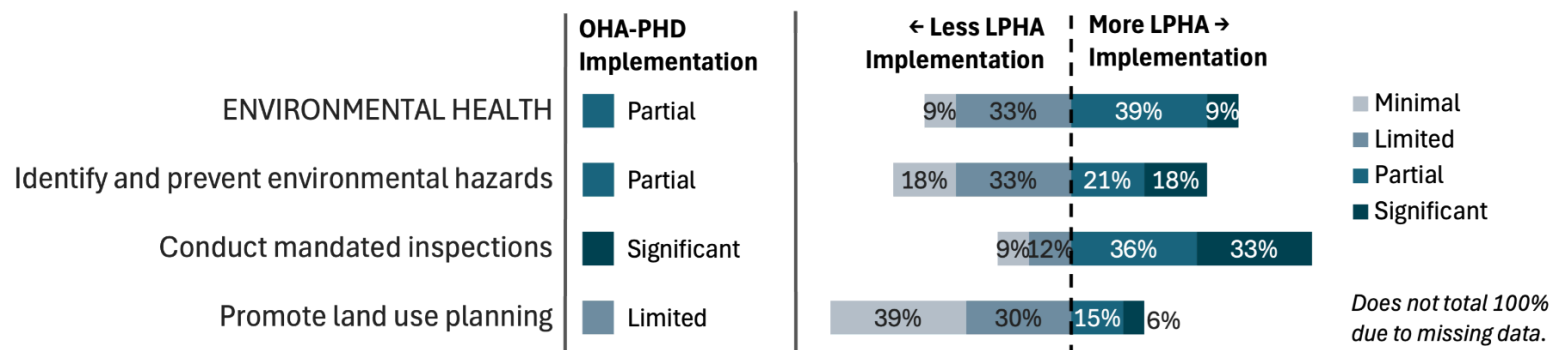 OHA-PHD
Implementation
← Less LPHA
Implementation
More LPHA →
Implementation
ENVIRONMENTAL HEALTH
Partial
9% 33% 39% 9%
Identify and prevent environmental hazards
Partial
18% 33% 21% 18%
Conduct mandated inspections
Significant
9% 12% 36% 33%
Promote land use planning
Limited
39% 30% 15% 6%
Minimal
Limited
Partial
Significant
Does not total 100%
due to missing data.